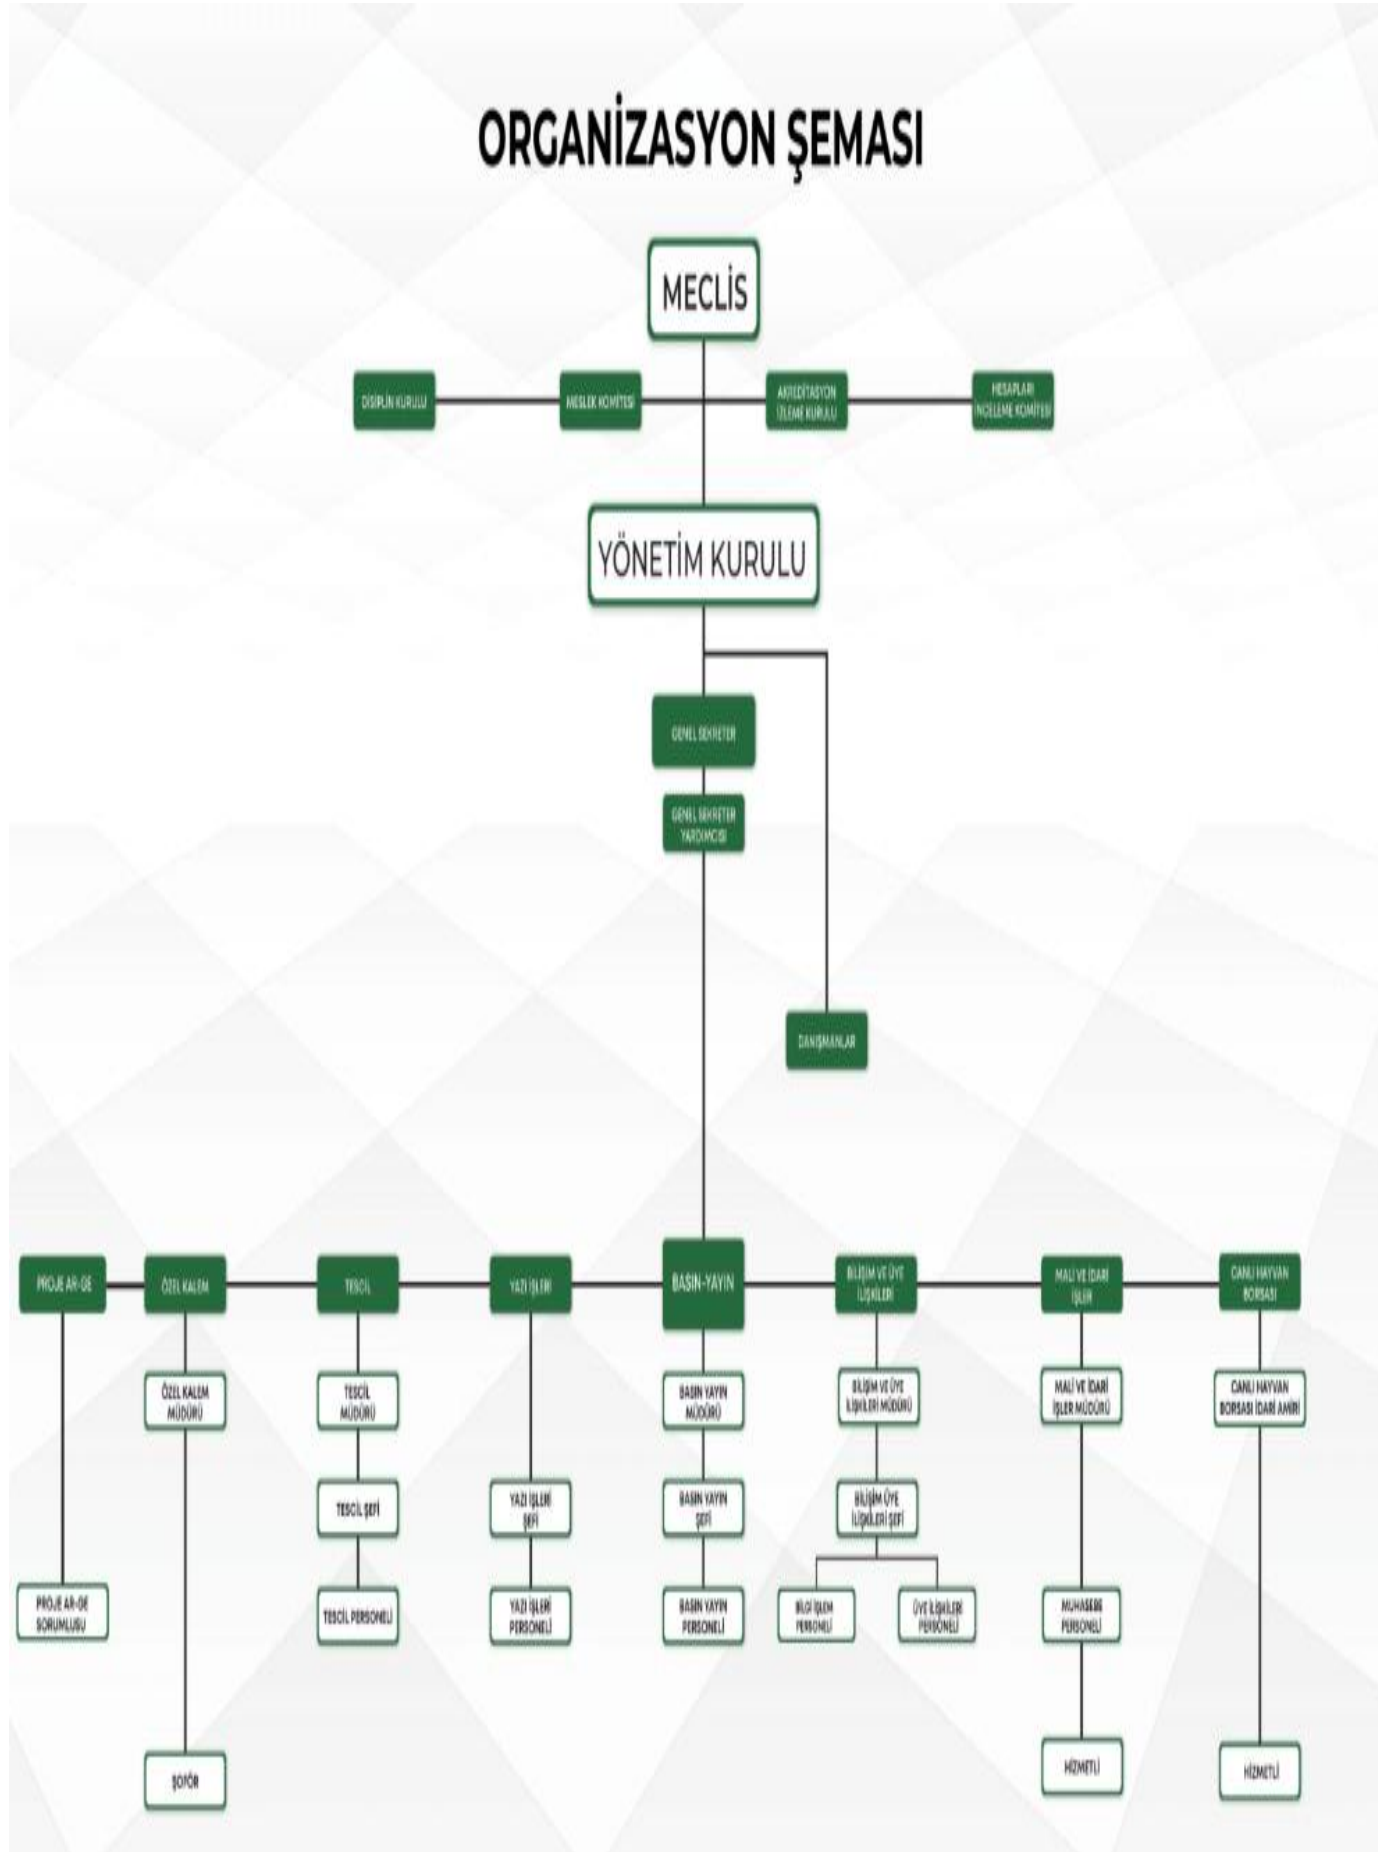 ORGANİZASYON ŞEMASI
MECLİS
DİSİPLİN KURULU
MESLEK KOMİTESİ
AKREDİTASYON
İZLEME KURULU
HESAPLARI
İNCELEME KOMİTESİ
YÖNETİM KURULU
GENEL SEKRETER
GENEL SEKRETER
YARDIMCISI
DANIŞMANLAR
PROJE AR-GE
ÖZEL KALEM
TESCİL
YAZI İŞLERİ
BASIN-YAYIN
BİLİŞİM VE ÜYE
İLİŞKİLERİ
MALİ VE İDARİ
İŞLER
CANLI HAYVAN
BORSASI
ÖZEL KALEM
MÜDÜRÜ
TESCİL
MÜDÜRÜ
BASIN YAYIN
MÜDÜRÜ
BİLİŞİM VE ÜYE
İLİŞKİLERİ MÜDÜRÜ
MALİ VE İDARİ
İŞLER MÜDÜRÜ
CANLI HAYVAN
BORSASI İDARİ AMİRİ
TESCİL ŞEFİ
YAZI İŞLERİ
ŞEFİ
BASIN YAYIN
ŞEFİ
BİLİŞİM ÜYE
İLİŞKİLERİ ŞEFİ
PROJE AR-GE
SORUMLUSU
TESCİL PERSONELİ
YAZI İŞLERİ
PERSONELİ
BASIN YAYIN
PERSONELİ
BİLGİ İŞLEM
PERSONELİ
ÜYE İLİŞKİLERİ
PERSONELİ
MUHASEBE
PERSONELİ
ŞOFÖR
HİZMETLİ
HİZMETLİ